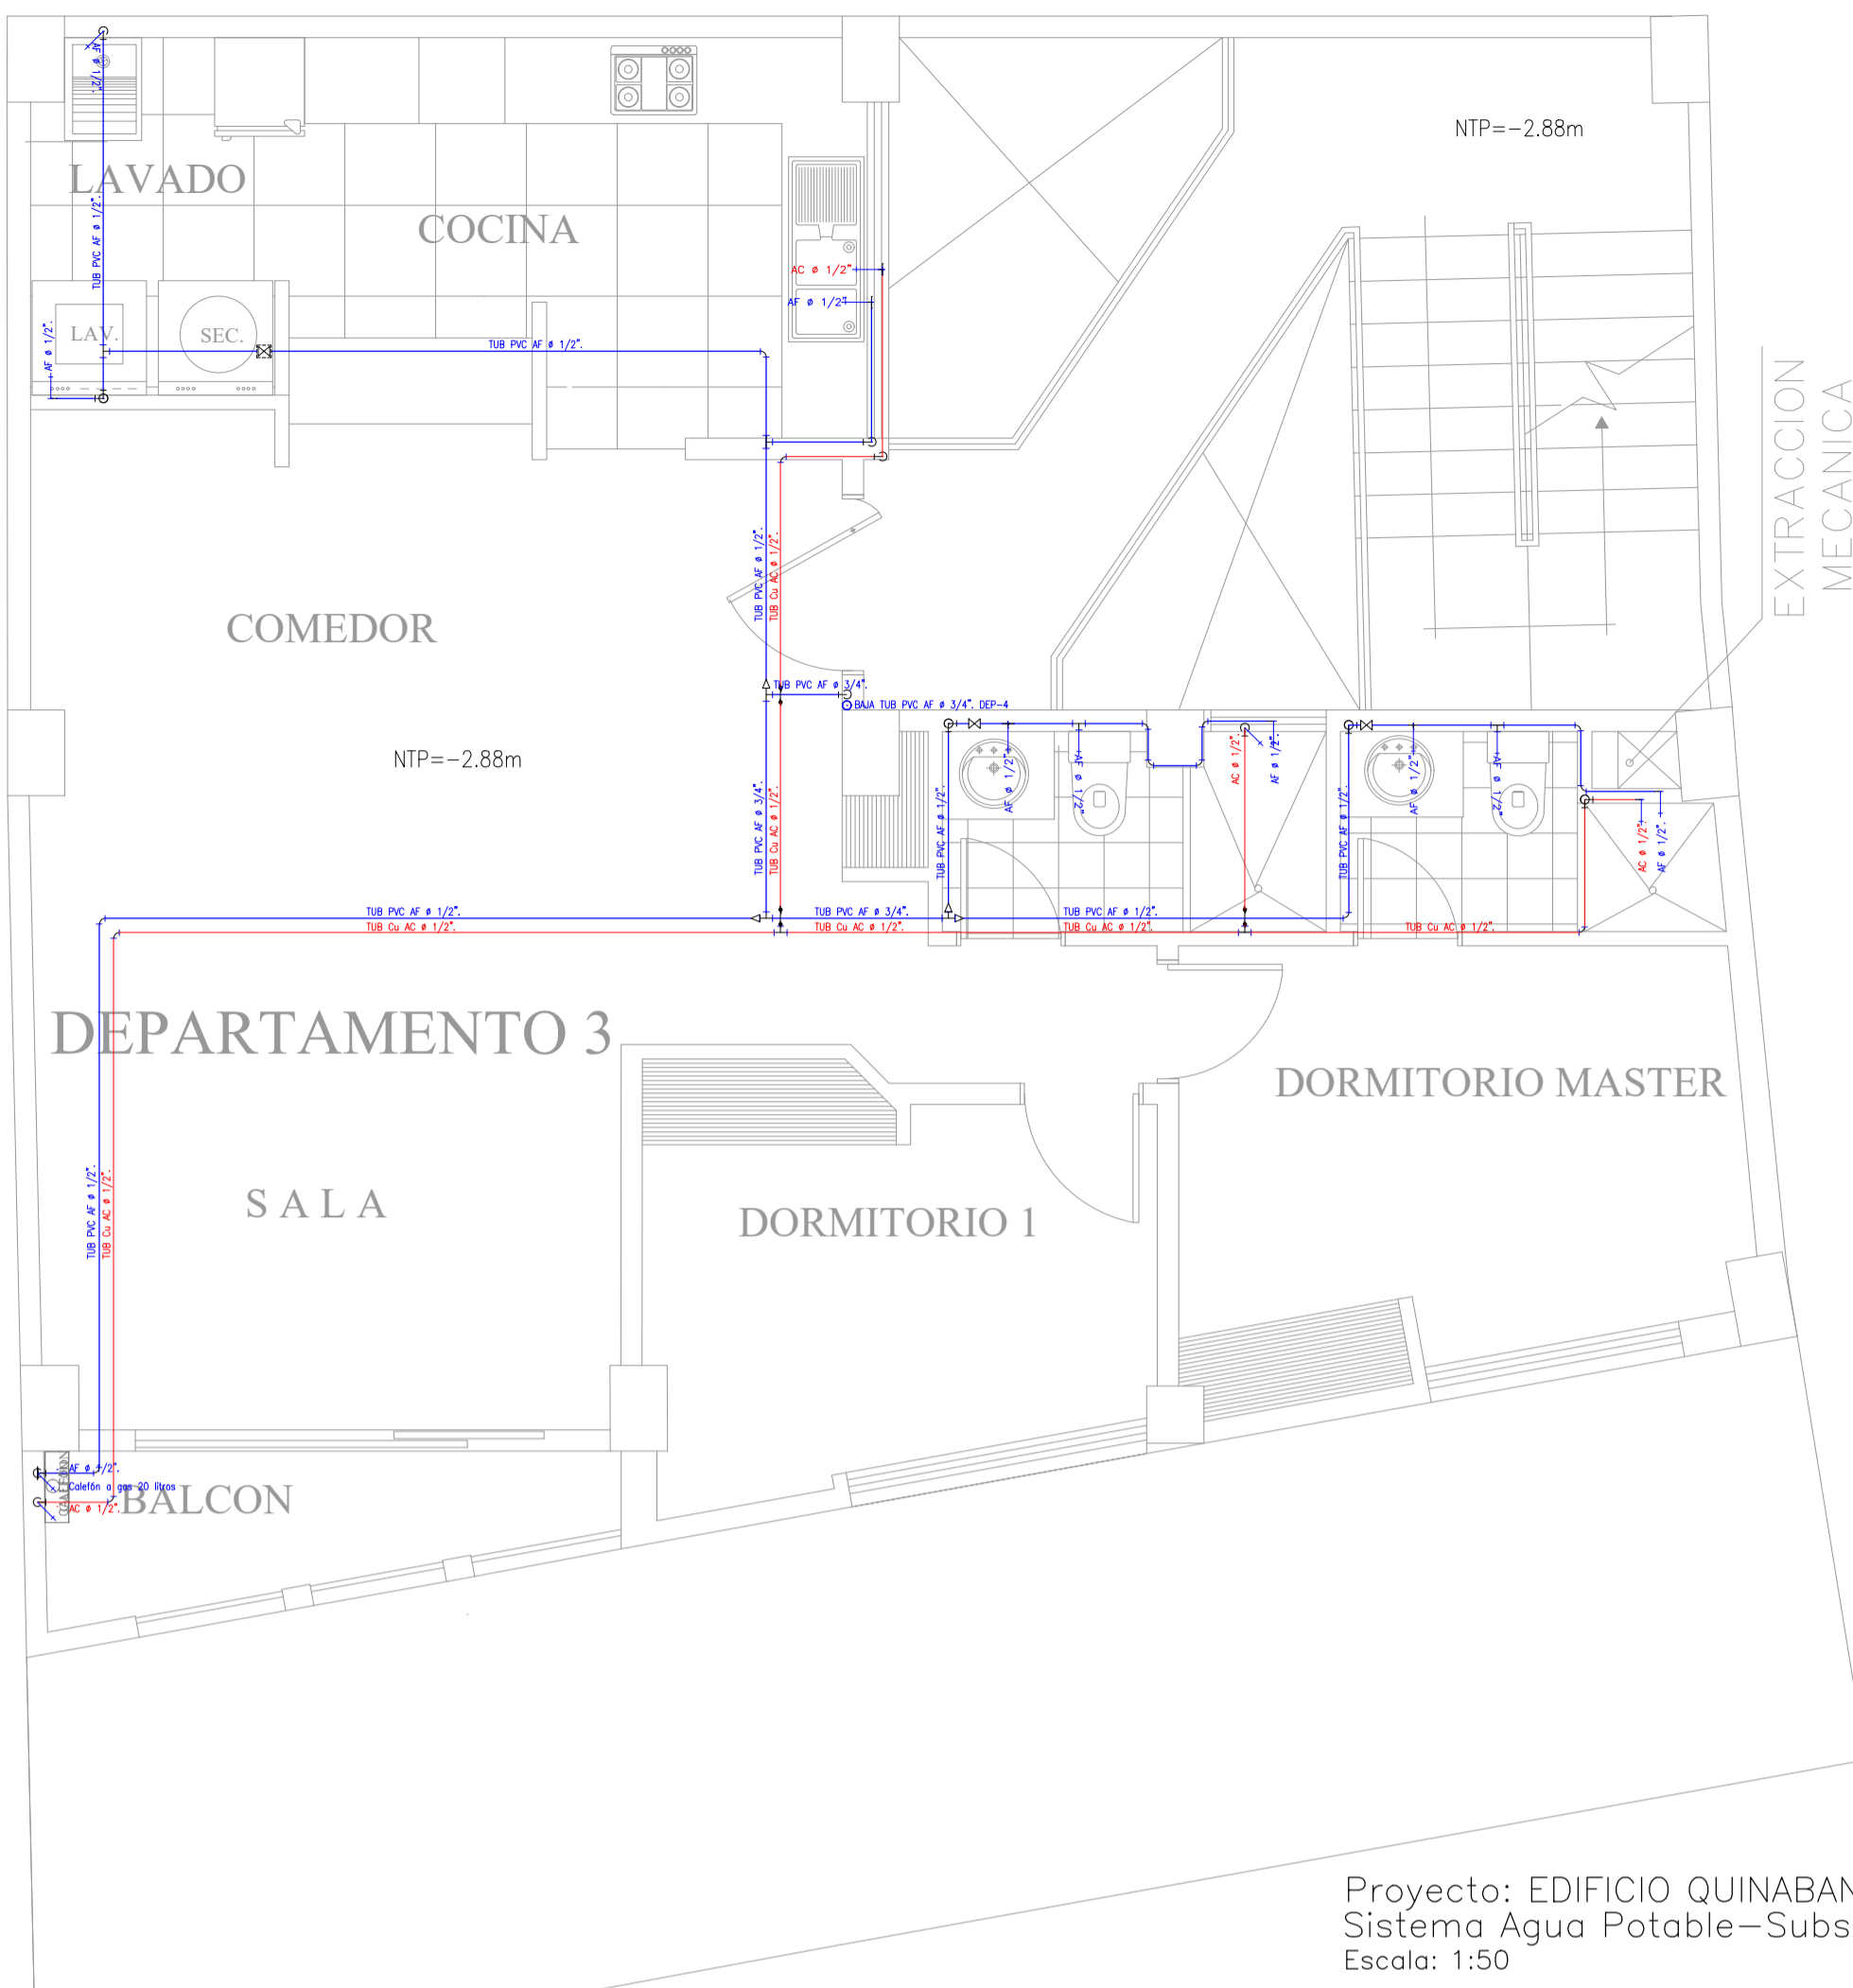 AF ø 1/2".
NTP=-2.88m
LAVADO
COCINA
TUB PVC AF ø 1/2".
AC ø 1/2"
AF ø 1/2"
LAV.
SEC.
AF ø 1/2".
TUB PVC AF ø 1/2".
EXTRACCION
MECANICA
TUB PVC AF ø 1/2".
TUB Cu AC ø 1/2".
COMEDOR
TUB PVC AF ø 3/4".
BAJA TUB PVC AF ø 3/4". DEP-4
NTP=-2.88m
TUB PVC AF ø 3/4".
TUB Cu AC ø 1/2".
TUB PVC AF ø 1/2".
AF ø 1/2"
AF ø 1/2"
AC ø 1/2".
AF ø 1/2".
TUB PVC AF ø 1/2".
AF ø 1/2"
AF ø 1/2"
AC ø 1/2".
AF ø 1/2".
TUB PVC AF ø 1/2".
TUB PVC AF ø 3/4".
TUB PVC AF ø 1/2".
TUB Cu AC ø 1/2".
TUB Cu AC ø 1/2".
TUB Cu AC ø 1/2".
TUB Cu AC ø 1/2".
DEPARTAMENTO 3
DORMITORIO MASTER
TUB PVC AF ø 1/2".
TUB Cu AC ø 1/2".
S A L A
DORMITORIO 1
AF ø 1/2".
Calefón a gas 20 litros
AC ø 1/2".
BALCON
Proyecto: EDIFICIO QUINABAN
Sistema Agua Potable-Subs
Escala: 1:50